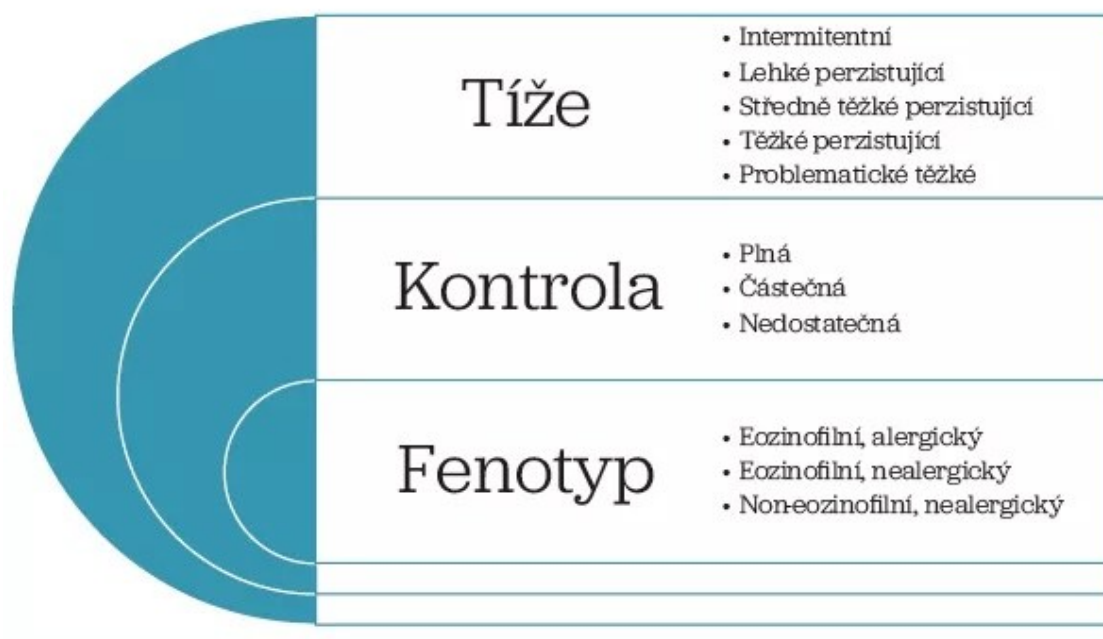 Tíže
• Intermitentní
• Lehké perzistující
• Středně těžké perzistující
• Těžké perzistující
• Problematické těžké
Kontrola
• Plná
• Částečná
• Nedostatečná
Fenotyp
• Eozinofilní, alergický
• Eozinofilní, nealergický
• Non-eozinofilní, nealergický